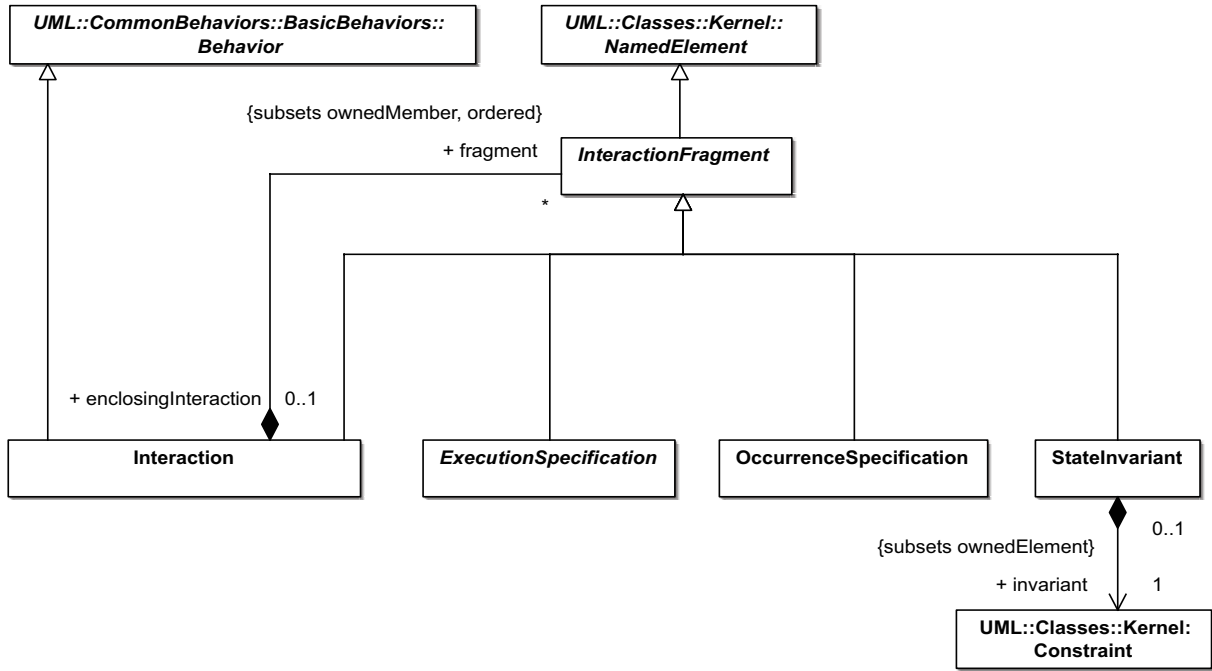 UML::CommonBehaviors::BasicBehaviors::
Behavior
UML::Classes::Kernel::
NamedElement
{subsets ownedMember, ordered}
+ fragment
InteractionFragment
*
+ enclosingInteraction
0..1
Interaction
ExecutionSpecification
OccurrenceSpecification
StateInvariant
0..1
{subsets ownedElement}
+ invariant
1
UML::Classes::Kernel:
Constraint